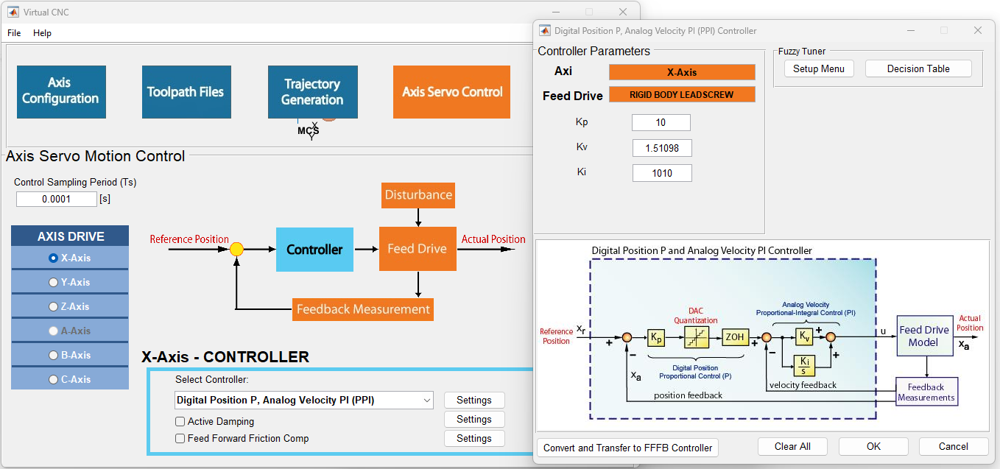 Virtual CNC
File Help
Axis
Configuration
Toolpath Files
Trajectory
Generation
Axis Servo Control
MCS
X
Y
Axis Servo Motion Control
Control Sampling Period (Ts)
0.0001 [s]
AXIS DRIVE
X-Axis
Y-Axis
Z-Axis
A-Axis
B-Axis
C-Axis
Disturbance
Reference Position
Controller
Feed Drive
Actual Position
Feedback Measurement
X-Axis - CONTROLLER
Select Controller:
Digital Position P, Analog Velocity PI (PPI) Settings
Active Damping Settings
Feed Forward Friction Comp Settings
Digital Position P, Analog Velocity PI (PPI) Controller
Controller Parameters
Axi X-Axis
Feed Drive RIGID BODY LEADSCREW
Kp 10
Kv 1.51098
Ki 1010
Fuzzy Tuner
Setup Menu Decision Table
Digital Position P and Analog Velocity PI Controller
Analog Velocity
Proportional-Integral Control (PI)
DAC
Quantization
Reference
Position
xr
+
−
Kp
ZOH
+
−
Kv
+
+
Ki
s
u
Feed Drive
Model
Actual
Position
xa
Digital Position
Proportional Control (P)
xa
velocity feedback
position feedback
Feedback
Measurements
Convert and Transfer to FFFB Controller Clear All OK Cancel